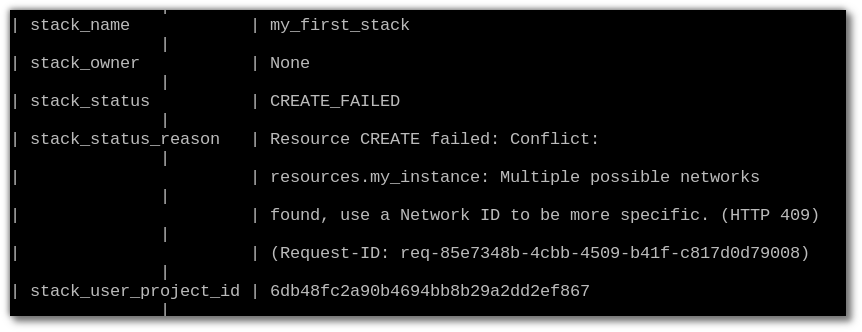 | stack_name            | my_first_stack
               |
| stack_owner           | None
               |
| stack_status          | CREATE_FAILED
               |
| stack_status_reason   | Resource CREATE failed: Conflict:
               |
|                       | resources.my_instance: Multiple possible networks
               |
|                       | found, use a Network ID to be more specific. (HTTP 409)
               |
|                       | (Request-ID: req-85e7348b-4cbb-4509-b41f-c817d0d79008)
               |
| stack_user_project_id | 6db48fc2a90b4694bb8b29a2dd2ef867
               |